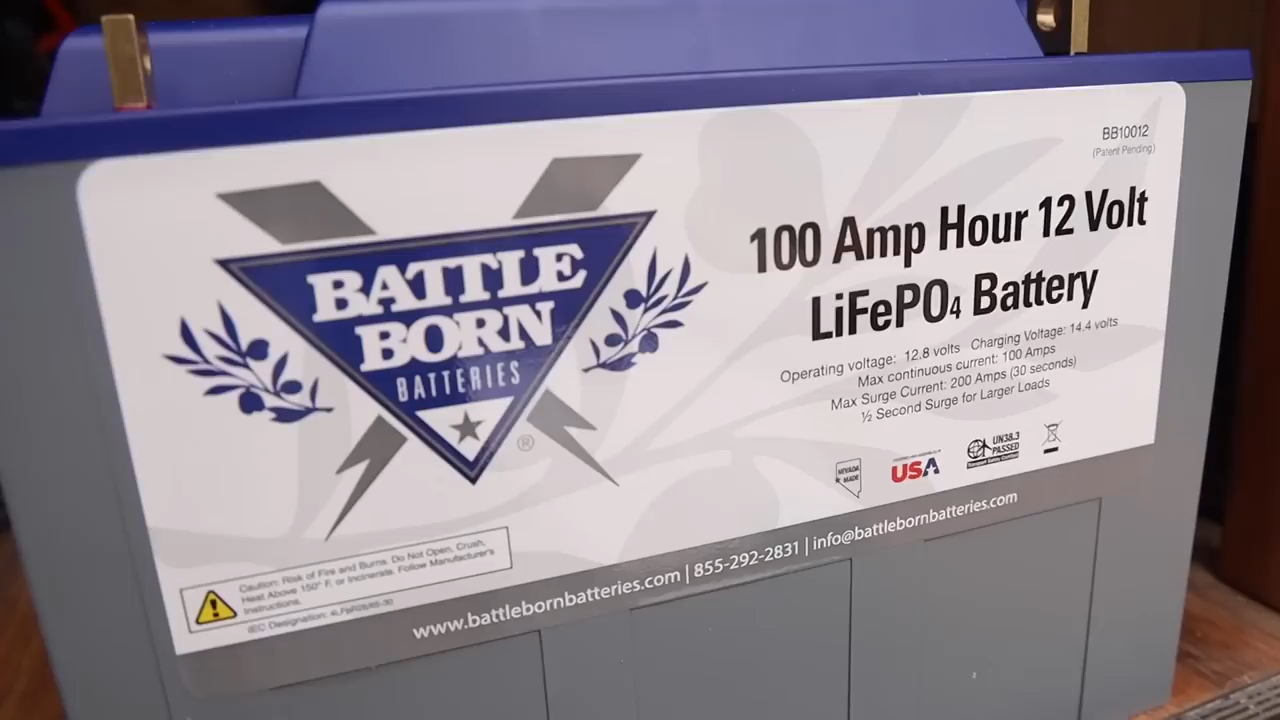 BB10012
(Patent Pending)
100 Amp Hour 12 Volt
LiFePO4 Battery
Operating voltage: 12.8 volts Charging Voltage: 14.4 volts
Max continuous current: 100 Amps
Max Surge Current: 200 Amps (30 seconds)
½ Second Surge for Larger Loads
BATTLE
BORN
BATTERIES
®
NEVADA
MADE
USA
UN38.3
PASSED
Caution: Risk of Fire and Burns. Do Not Open, Crush,
Heat Above 150° F, or Incinerate. Follow Manufacturer's
Instructions.
IEC Designation:
www.battlebornbatteries.com | 855-292-2831 | info@battlebornbatteries.com